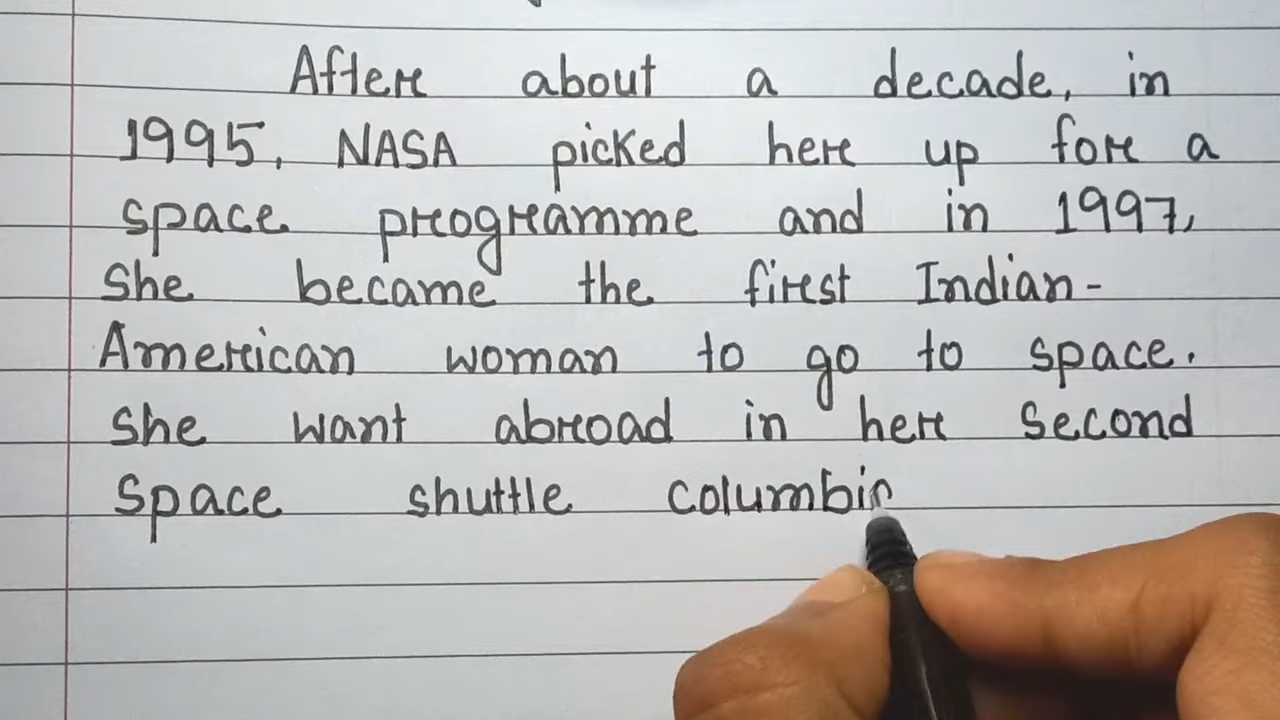 After about a decade, in
1995, NASA picked her up for a
space programme and in 1997,
She became the first Indian-
American woman to go to space.
She want abroad in her second
Space shuttle columbia